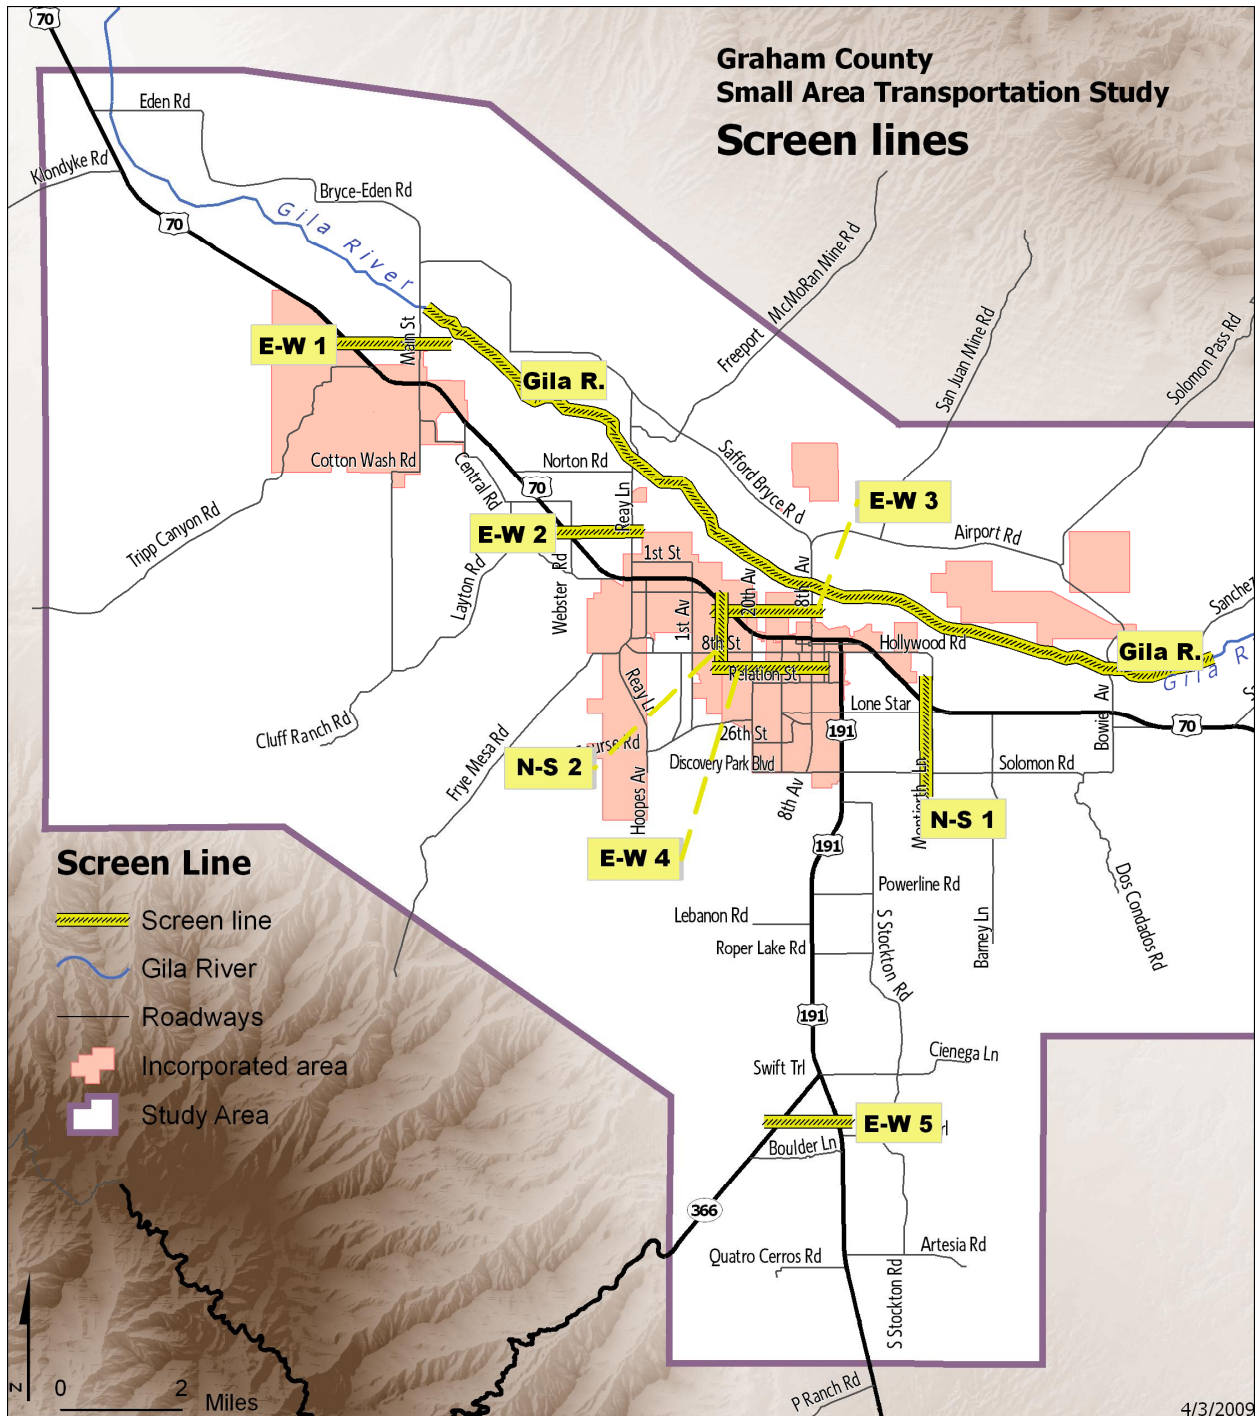 Graham County
Small Area Transportation Study
Screen lines
70
Eden Rd
Klondyke Rd
70
Bryce-Eden Rd
Gila River
Freeport McMoRan Mine Rd
San Juan Mine Rd
Solomon Pass Rd
E-W 1
Main St
Gila R.
Cotton Wash Rd
Central Rd
Norton Rd
70
Reay Ln
Safford Bryce Rd
E-W 3
Tripp Canyon Rd
E-W 2
Airport Rd
1st St
Layton Rd
Webster Rd
20th Av
8th Av
1st Av
8th St
Hollywood Rd
Gila R.
Gila R
Relation St
Reay Ln
Lone Star
Bowie Av
70
Cluff Ranch Rd
Frye Mesa Rd
26th St
191
N-S 2
Discovery Park Blvd
Solomon Rd
Hoopes Av
8th Av
N-S 1
E-W 4
191
Screen Line
Screen line
Gila River
Roadways
Incorporated area
Study Area
Powerline Rd
Lebanon Rd
Roper Lake Rd
S Stockton Rd
Barney Ln
Dos Condados Rd
191
Swift Trl
Cienega Ln
E-W 5
Boulder Ln
366
Quatro Cerros Rd
Artesia Rd
S Stockton Rd
P Ranch Rd
N
0 2
Miles
4/3/2009